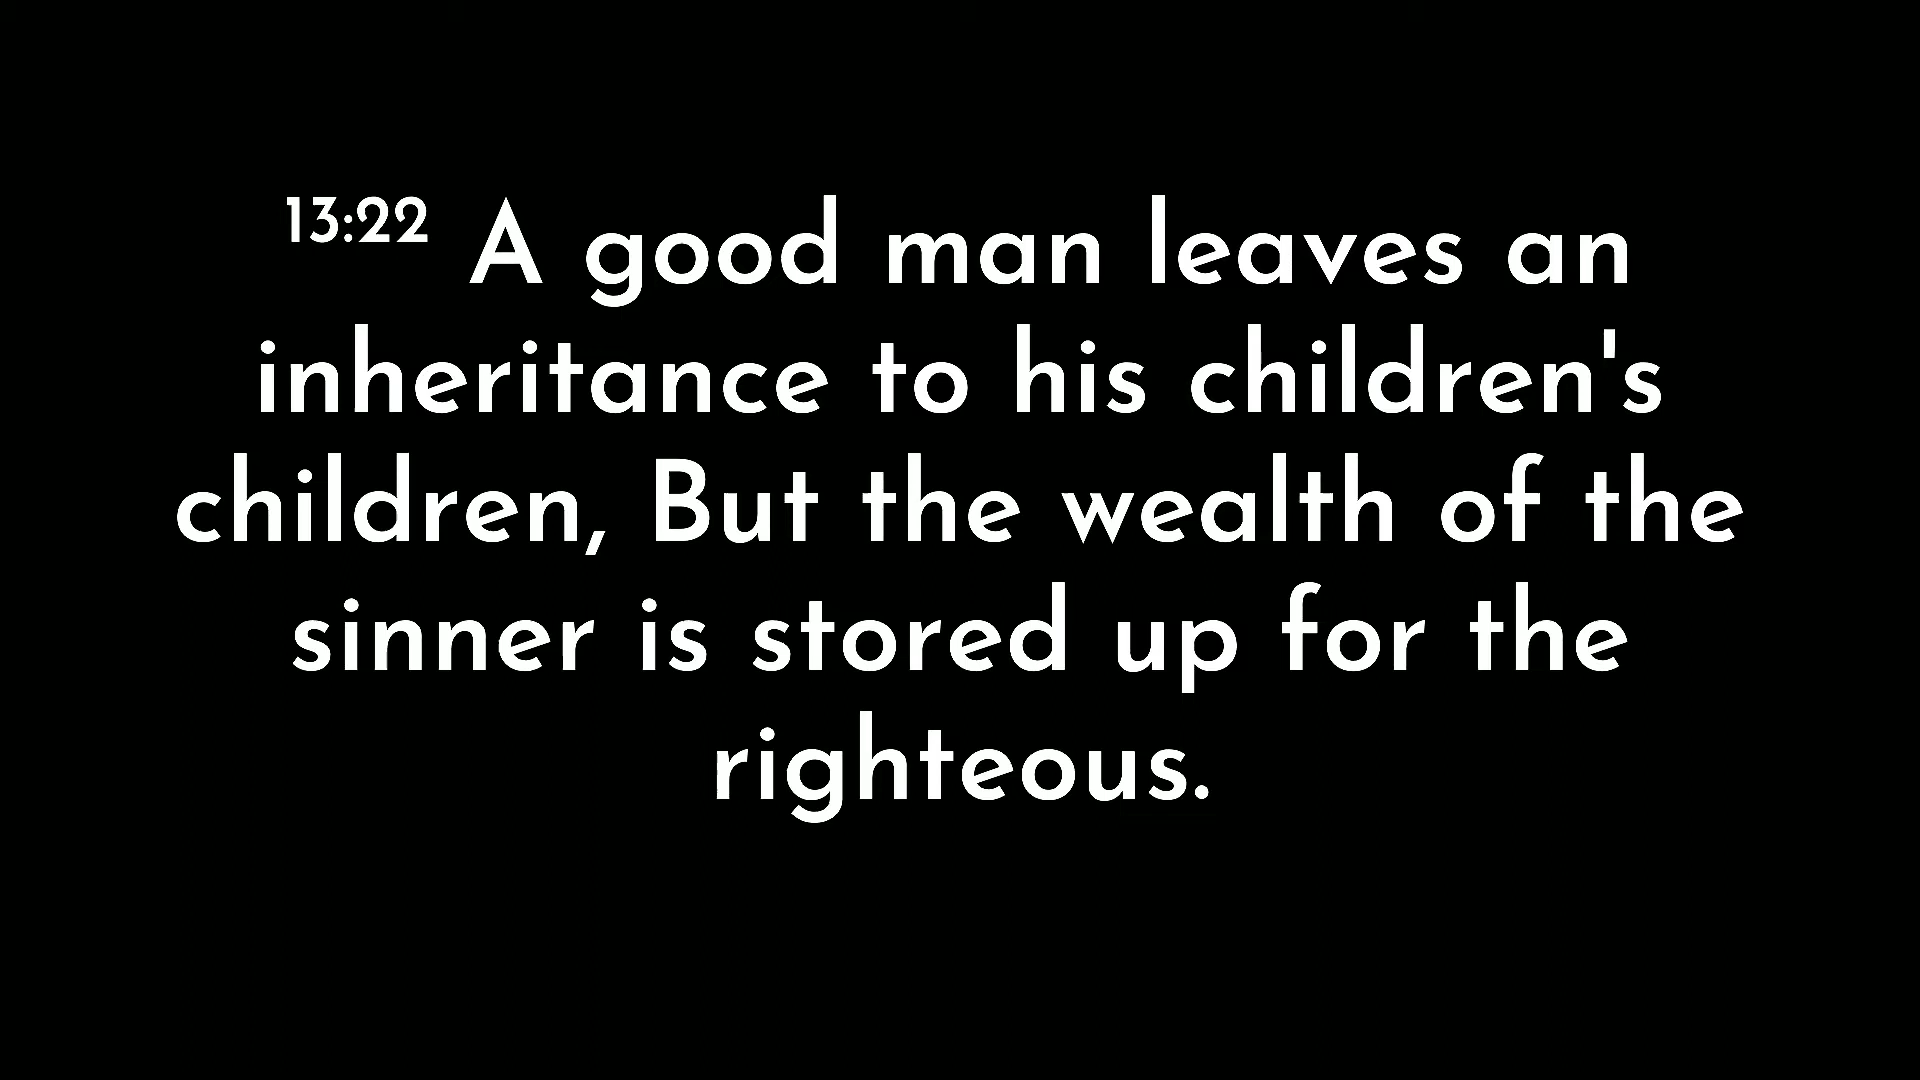 13:22 A good man leaves an
inheritance to his children's
children, But the wealth of the
sinner is stored up for the
righteous.